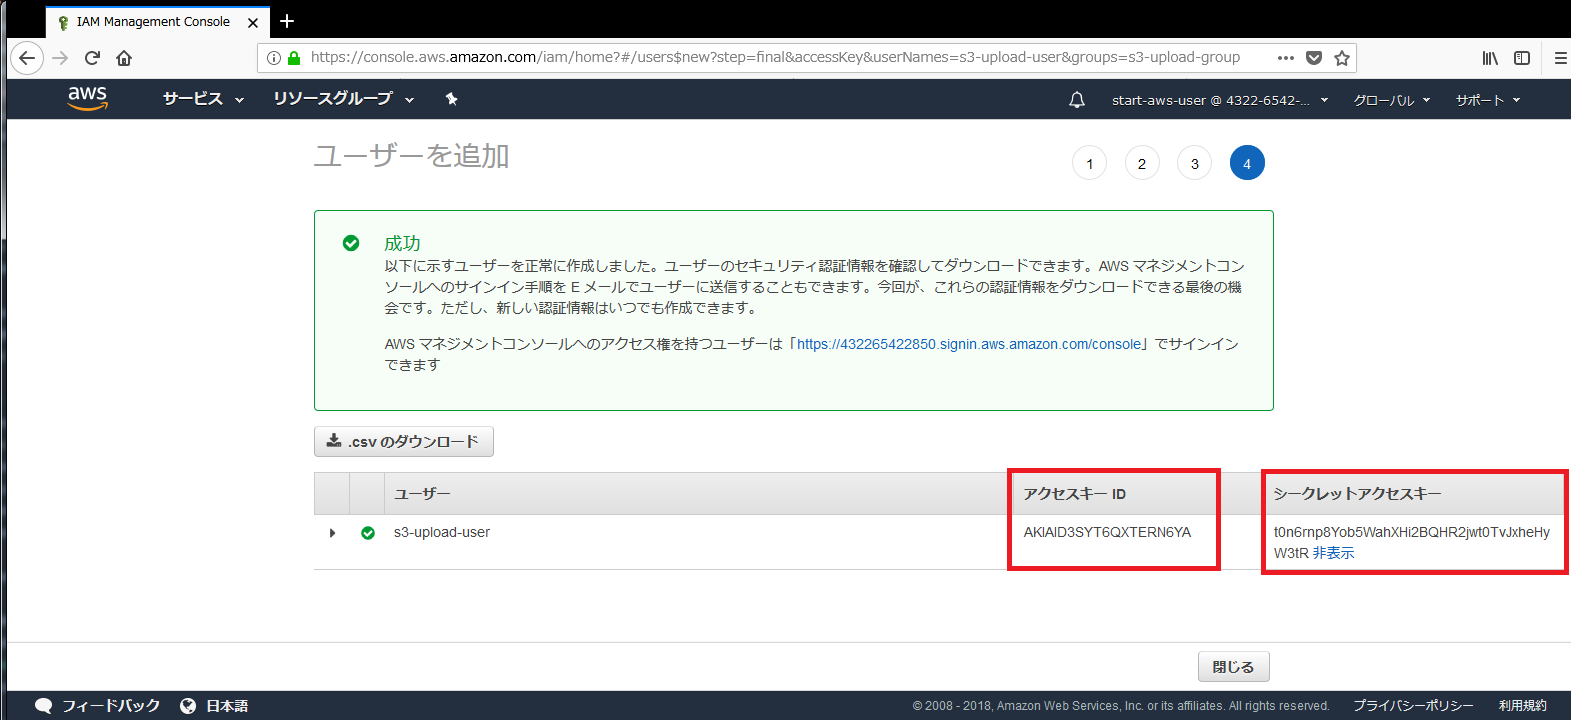 IAM Management Console
https://console.aws.amazon.com/iam/home?#/users$new?step=final&accessKey&userNames=s3-upload-user&groups=s3-upload-group
aws サービス リソースグループ start-aws-user @ 4322-6542-... グローバル サポート
ユーザーを追加 1 2 3 4
成功
以下に示すユーザーを正常に作成しました。ユーザーのセキュリティ認証情報を確認してダウンロードできます。AWS マネジメントコン
ソールへのサインイン手順を E メールでユーザーに送信することもできます。今回が、これらの認証情報をダウンロードできる最後の機
会です。ただし、新しい認証情報はいつでも作成できます。
AWS マネジメントコンソールへのアクセス権を持つユーザーは「https://432265422850.signin.aws.amazon.com/console」でサインイン
できます
.csv のダウンロード
ユーザー アクセスキー ID シークレットアクセスキー
s3-upload-user AKIAID3SYT6QXTERN6YA t0n6rnp8Yob5WahXHi2BQHR2jwt0TvJxheHy
W3tR 非表示
閉じる
フィードバック 日本語 © 2008 - 2018, Amazon Web Services, Inc. or its affiliates. All rights reserved. プライバシーポリシー 利用規約